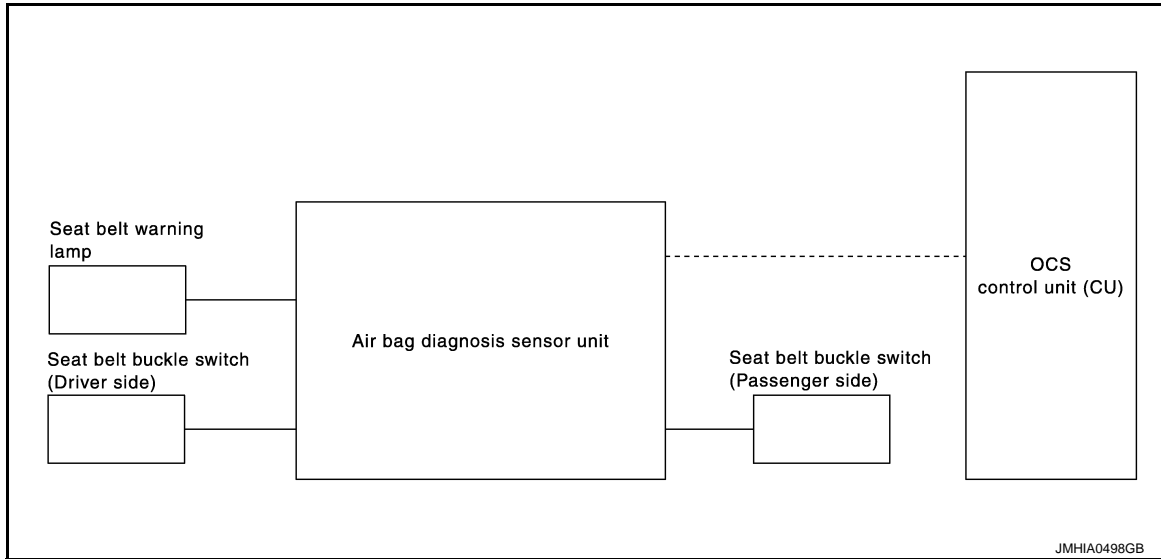 Seat belt warning
lamp
Seat belt buckle switch
(Driver side)
Air bag diagnosis sensor unit
Seat belt buckle switch
(Passenger side)
OCS
control unit (CU)
JMHIA0498GB